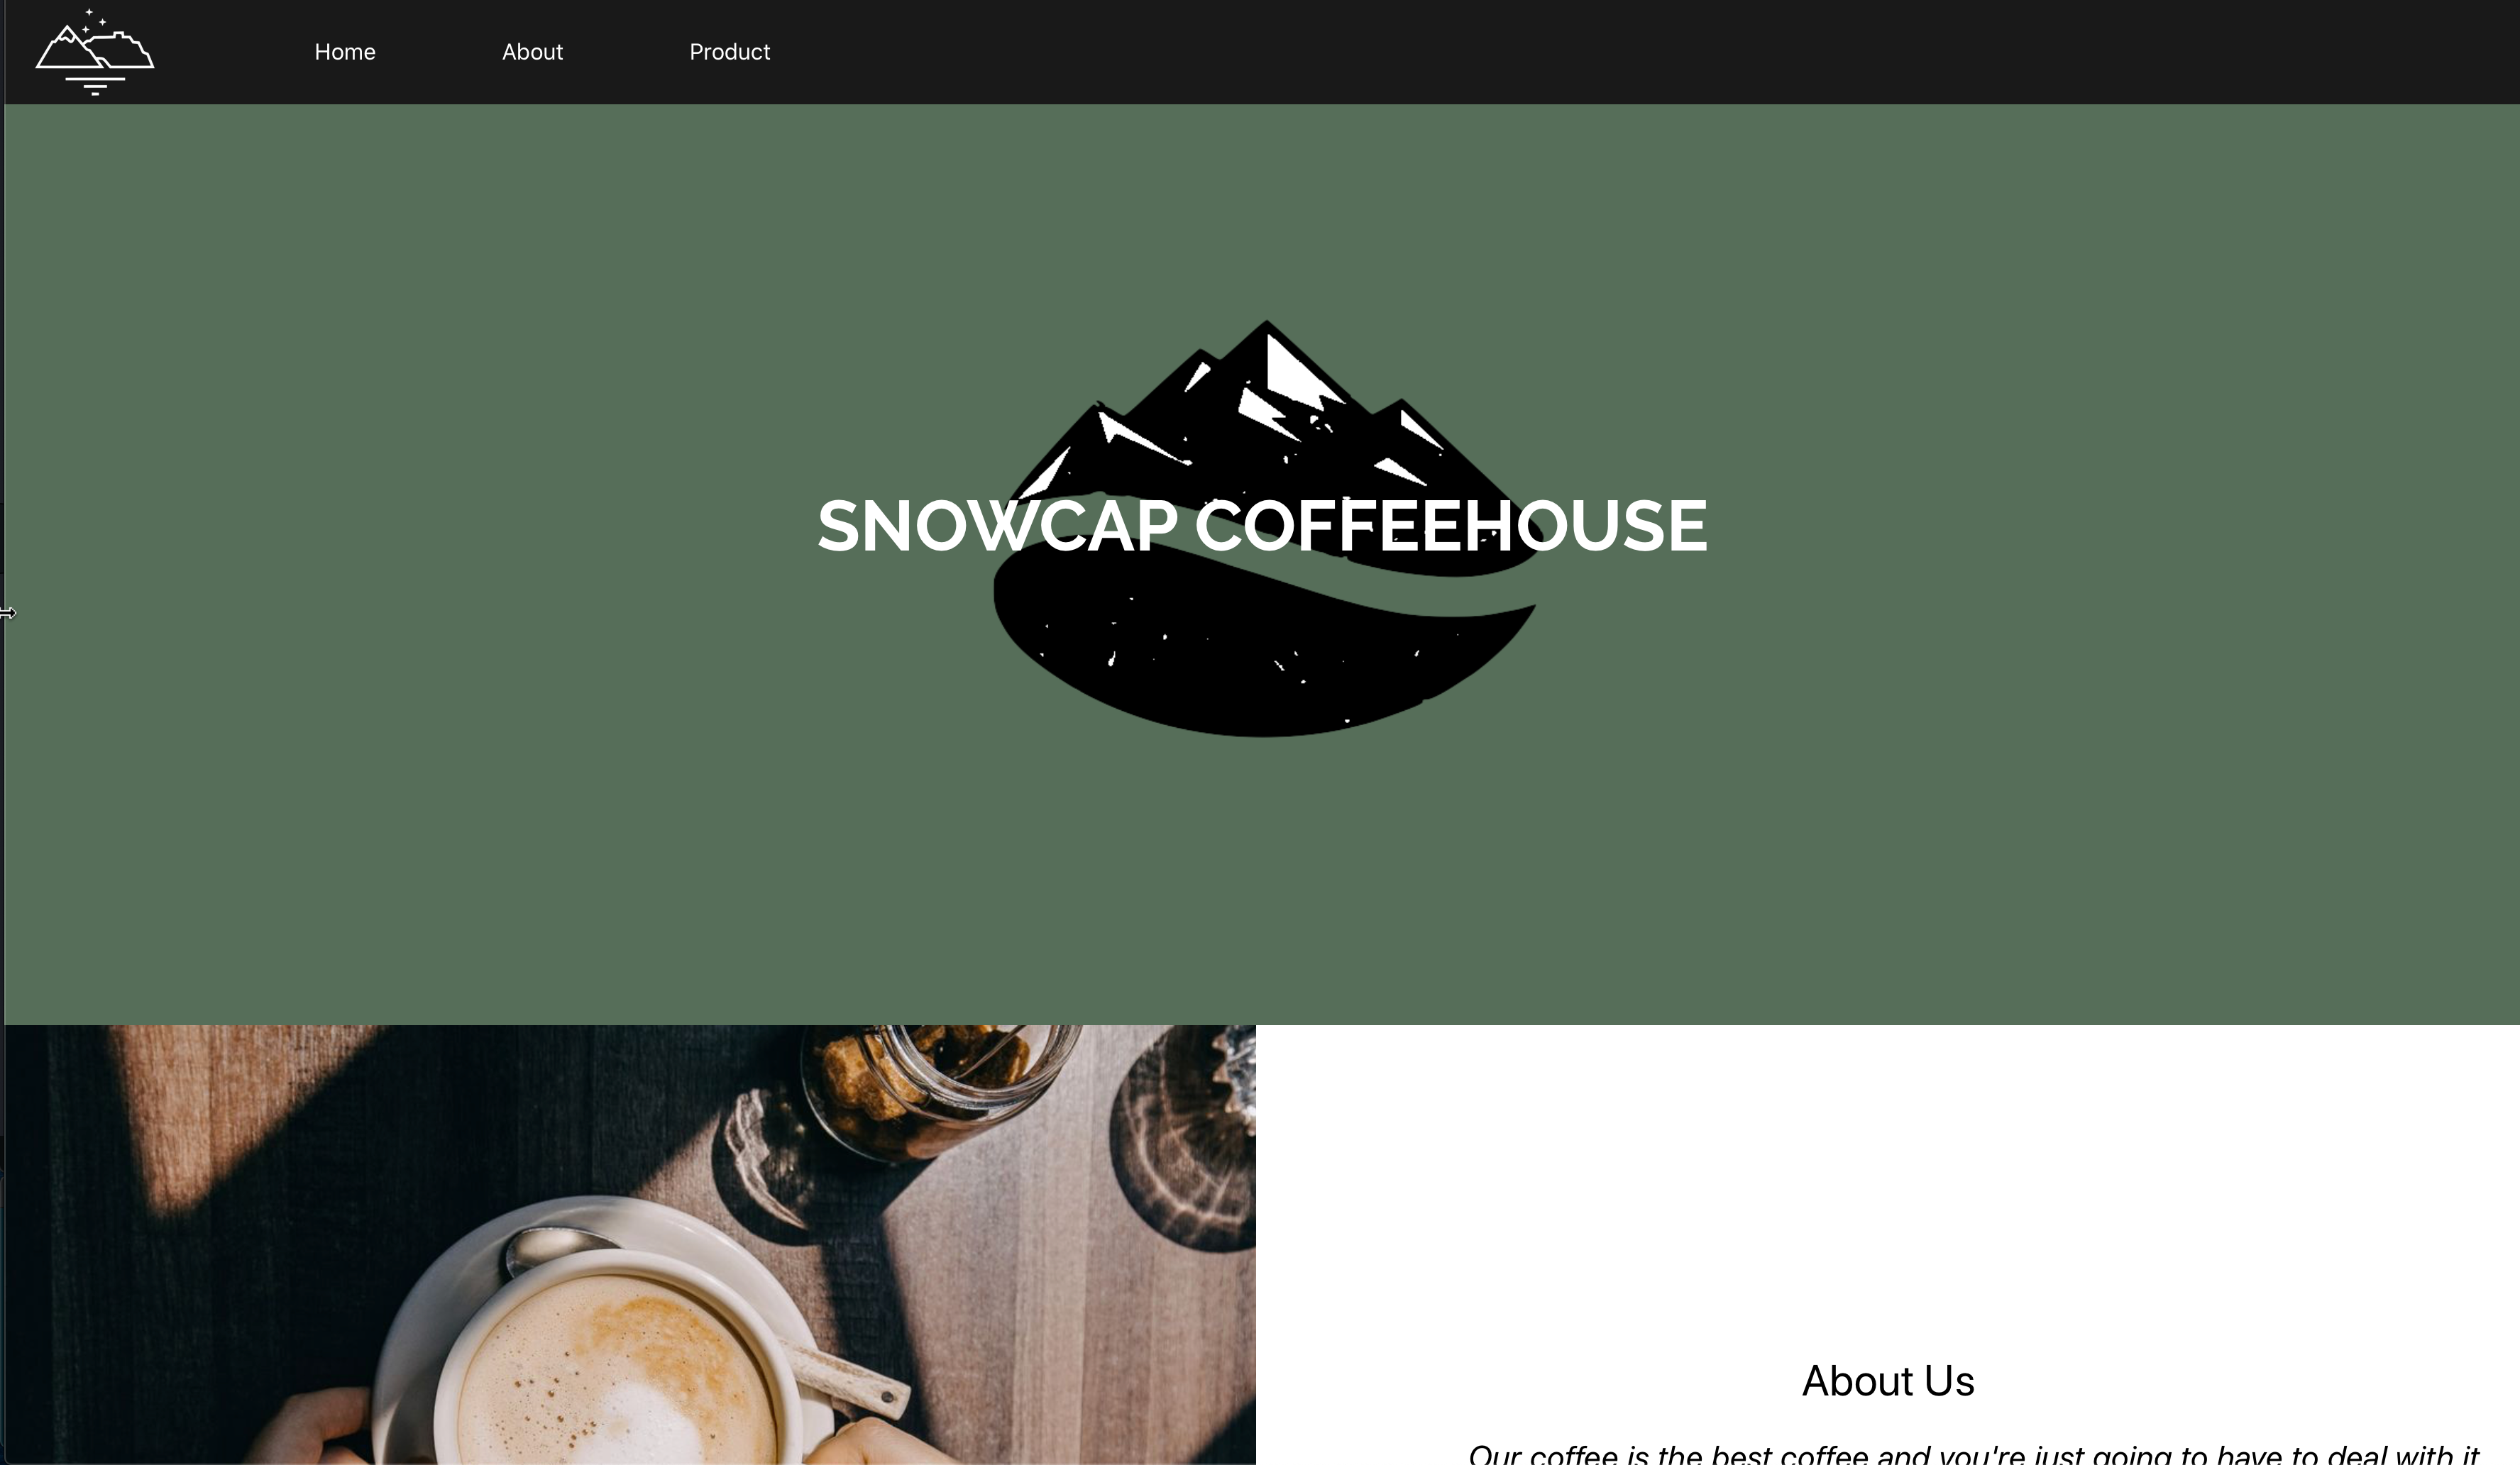 Home
About
Product
SNOWCAP COFFEEHOUSE
About Us
Our coffee is the best coffee and you're just going to have to deal with it